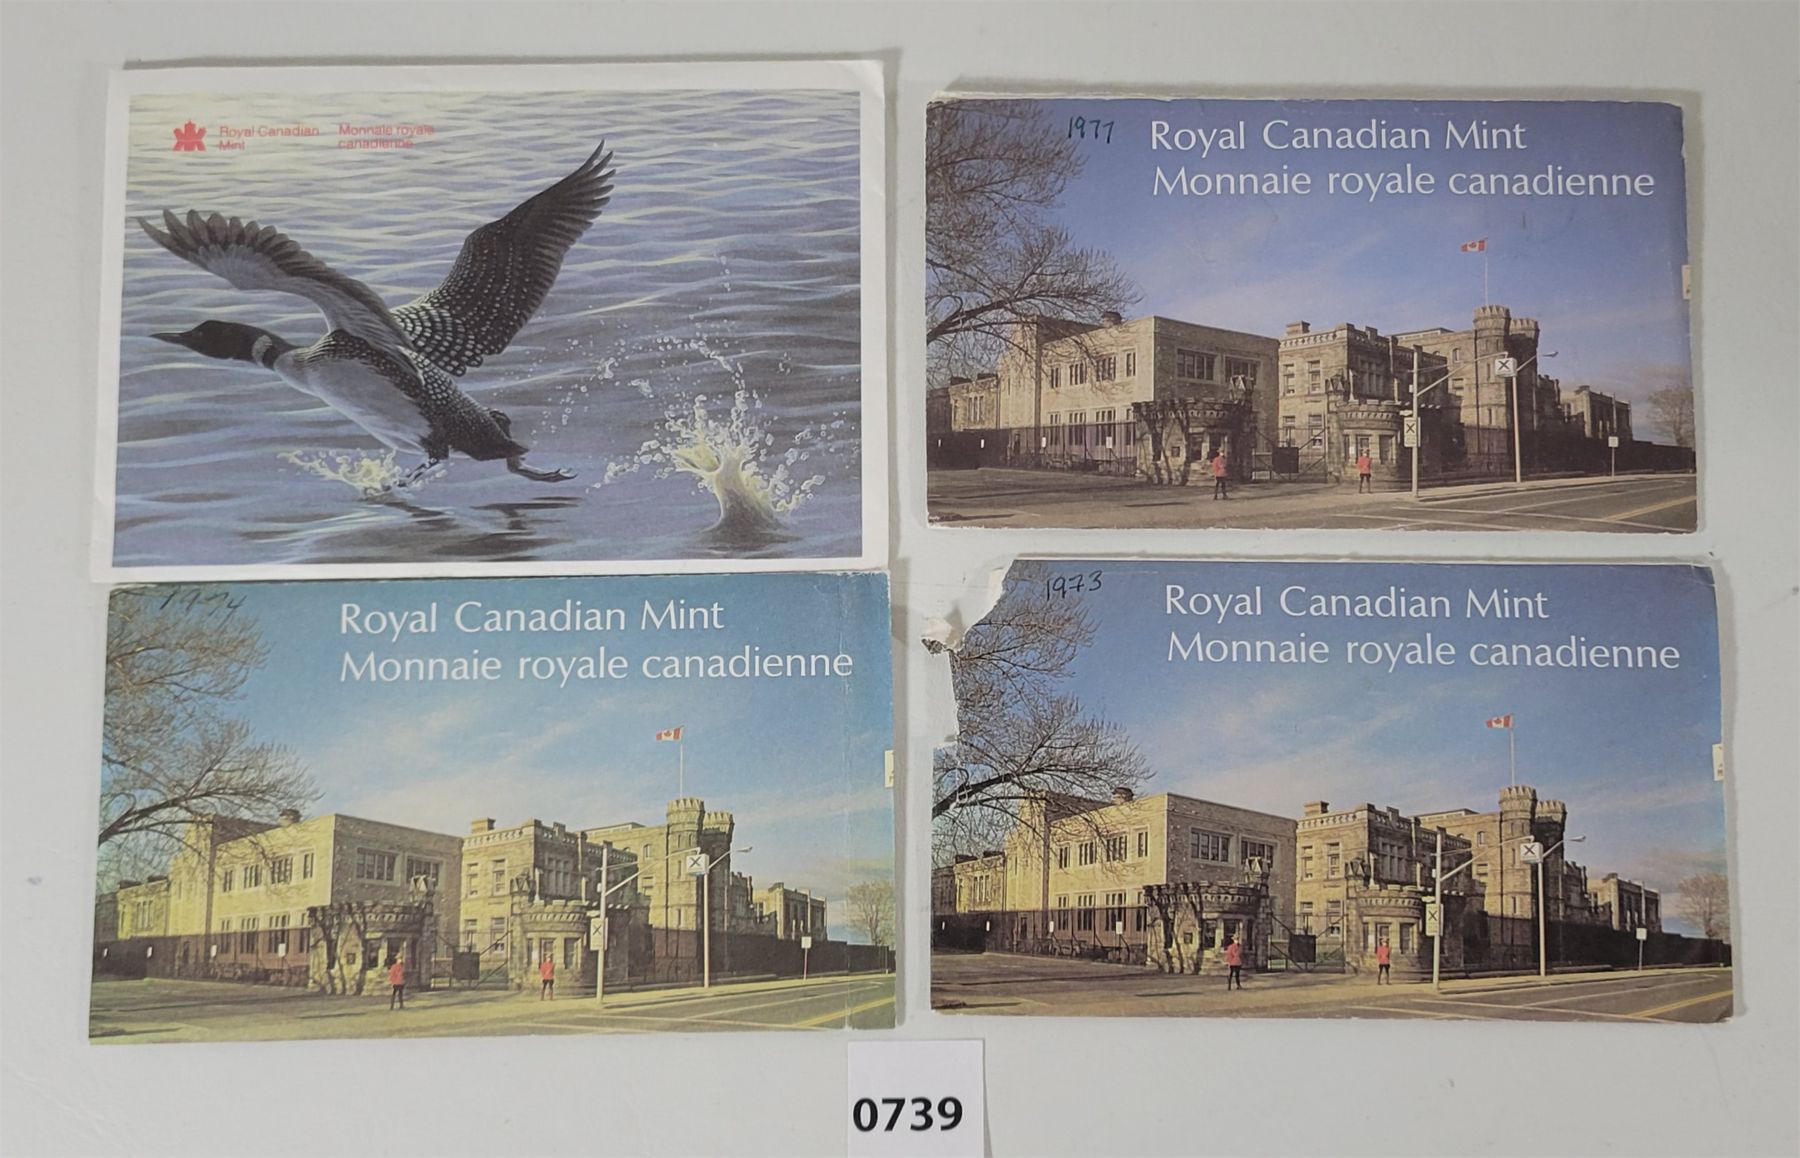 Royal Canadian Mint
Monnaie royale canadienne
1977
Royal Canadian Mint
Monnaie royale canadienne
1974
Royal Canadian Mint
Monnaie royale canadienne
1973
Royal Canadian Mint
Monnaie royale canadienne
0739